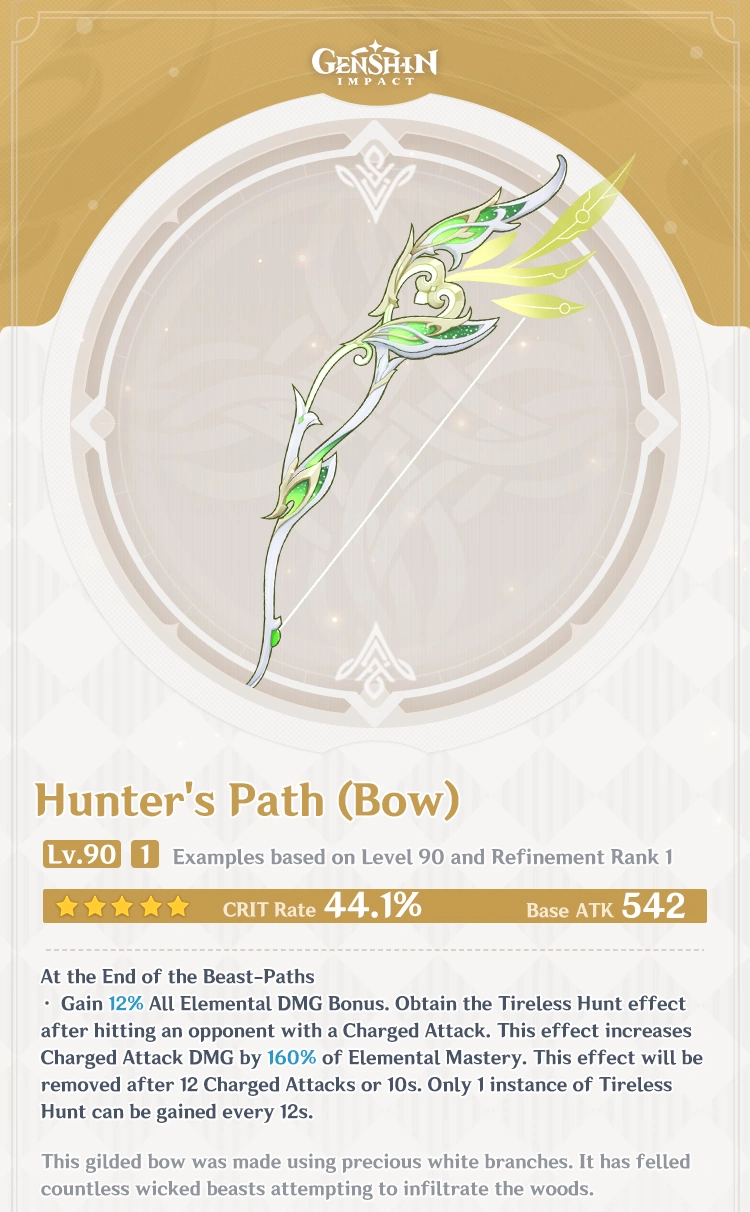 GENSHIN
IMPACT
Hunter's Path (Bow)
Lv.90 1 Examples based on Level 90 and Refinement Rank 1
CRIT Rate 44.1% Base ATK 542
At the End of the Beast-Paths
· Gain 12% All Elemental DMG Bonus. Obtain the Tireless Hunt effect
after hitting an opponent with a Charged Attack. This effect increases
Charged Attack DMG by 160% of Elemental Mastery. This effect will be
removed after 12 Charged Attacks or 10s. Only 1 instance of Tireless
Hunt can be gained every 12s.
This gilded bow was made using precious white branches. It has felled
countless wicked beasts attempting to infiltrate the woods.